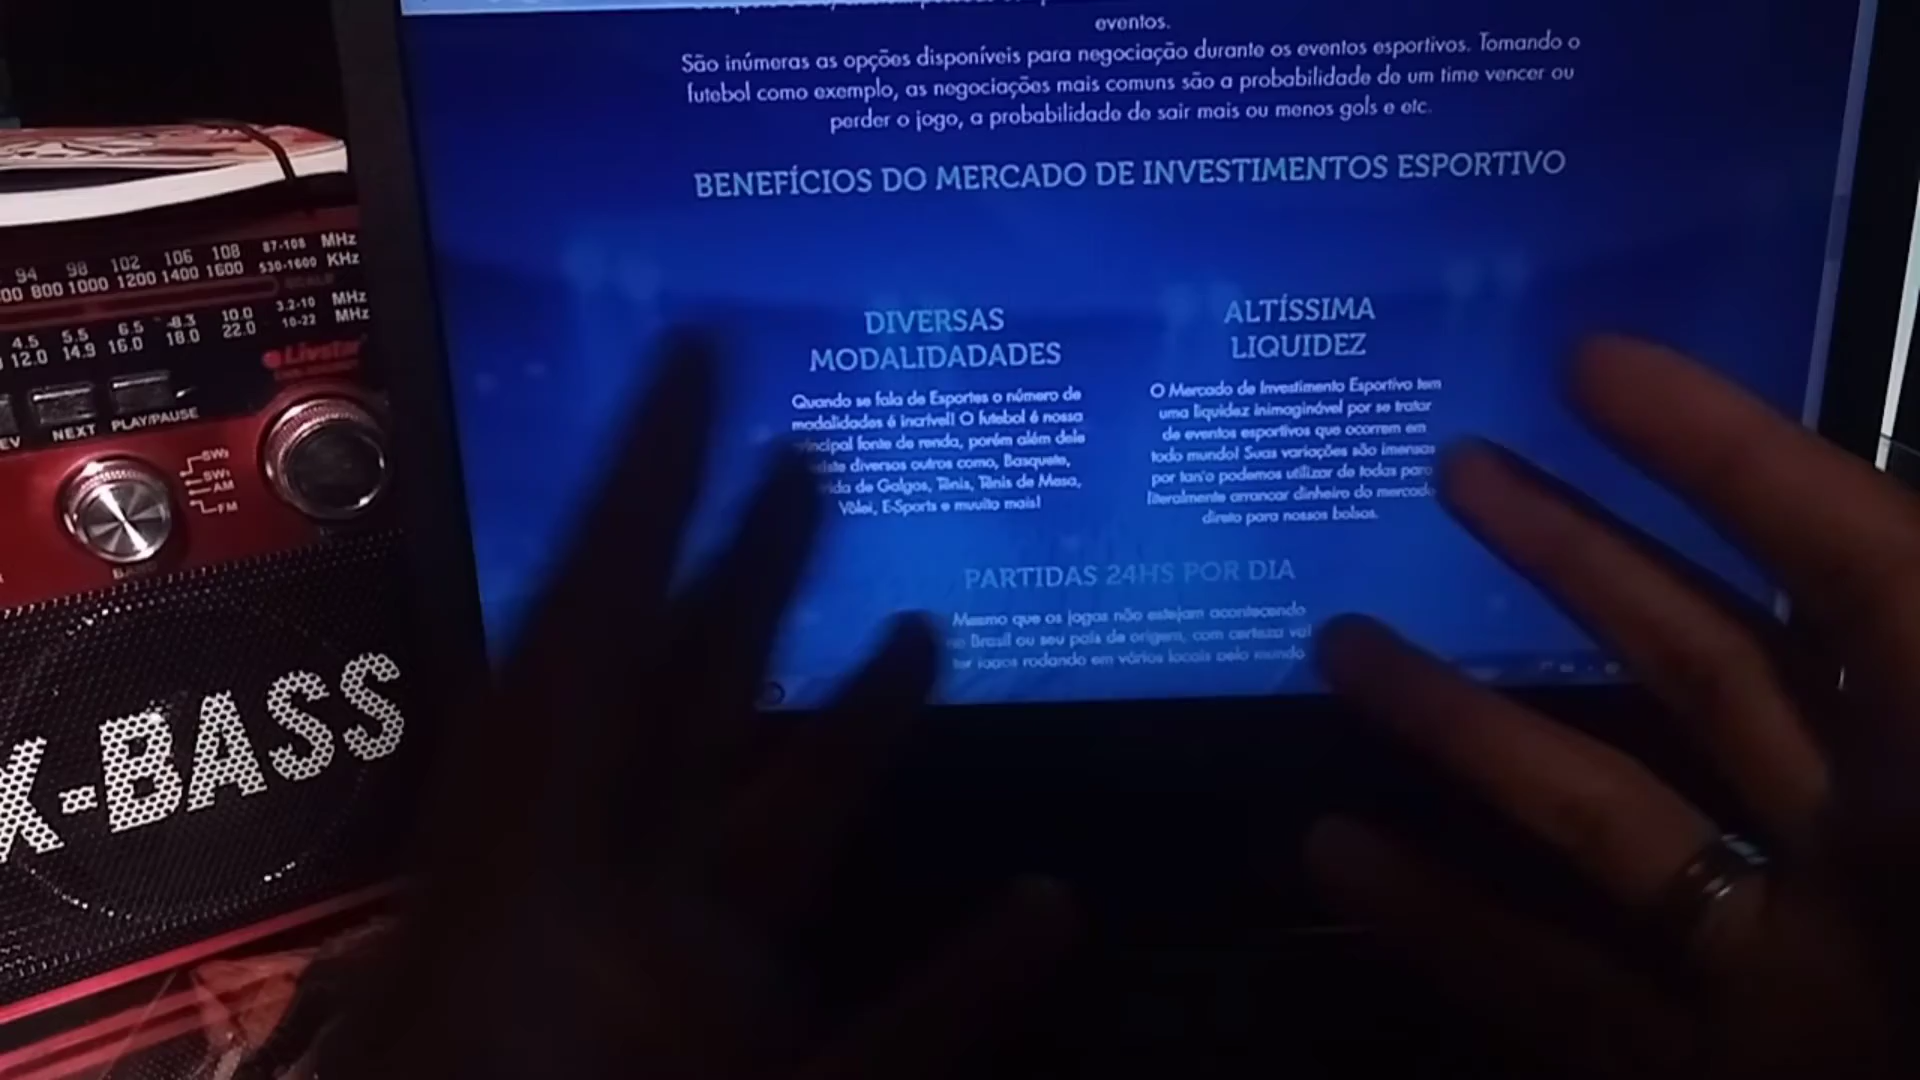 eventos.
São inúmeras as opções disponíveis para negociação durante os eventos esportivos. Tomando o
futebol como exemplo, as negociações mais comuns são a probabilidade de um time vencer ou
perder o jogo, a probabilidade de sair mais ou menos gols e etc.
BENEFÍCIOS DO MERCADO DE INVESTIMENTOS ESPORTIVO
DIVERSAS
MODALIDADADES
Quando se fala de Esportes o número de
modalidades é incrível! O futebol é nossa
principal fonte de renda, porém além dele
existe diversos outros como, Basquete,
de Galgos, Tênis, Tênis de Mesa,
Vôlei, E-Sports e muuito mais!
ALTÍSSIMA
LIQUIDEZ
O Mercado de Investimento Esportivo tem
uma liquidez inimaginável por se tratar
de eventos esportivos que ocorrem em
todo mundo! Suas variações são imensas
por tanto podemos utilizar de todas para
literalmente arrancar dinheiro do mercado
direto para nossos bolsos.
PARTIDAS 24HS POR DIA
Mesmo que os jogos não estejam acontecendo
no Brasil ou seu país de origem, com certeza vai
ter jogos rodando em vários locais pelo mundo
94 98 102 106 108 87-108 MHz
800 1000 1200 1400 1600 530-1600 KHz
4.5 5.5 6.5 8.3 10.0 3.2-10 MHz
12.0 14.9 16.0 18.0 22.0 10-22 MHz
Livstar
NEXT PLAY/PAUSE
SW2
SW1
AM
FM
X-BASS